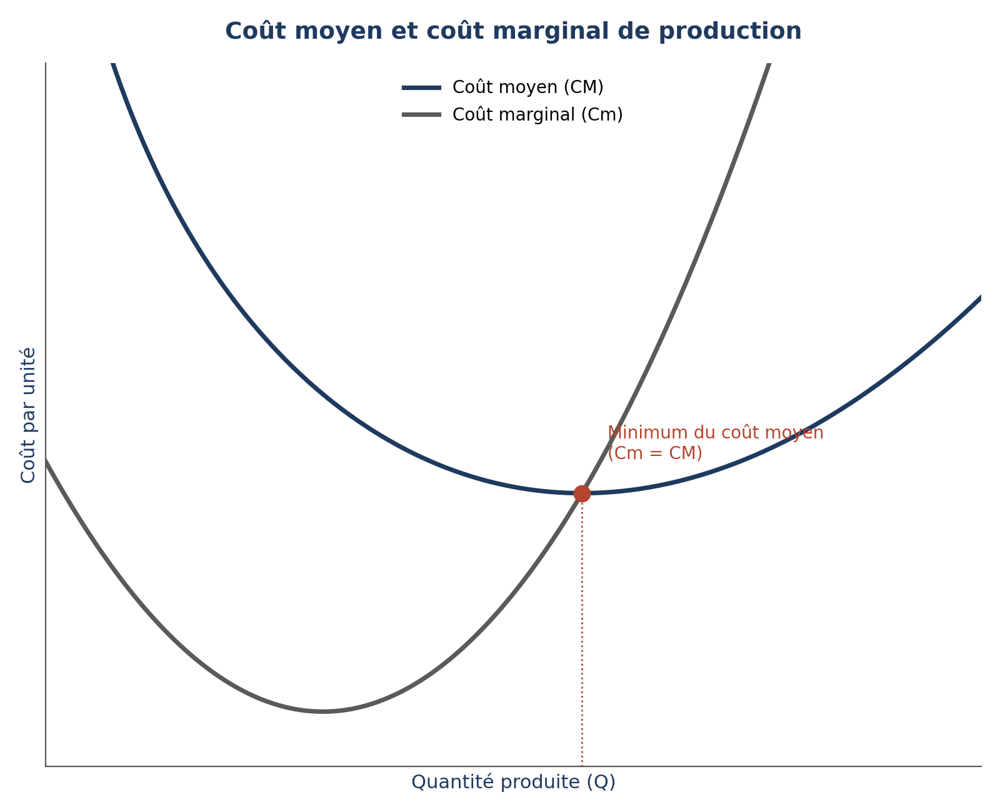 Coût moyen et coût marginal de production
Coût moyen (CM)
Coût marginal (Cm)
Coût par unité
Minimum du coût moyen
(Cm = CM)
Quantité produite (Q)